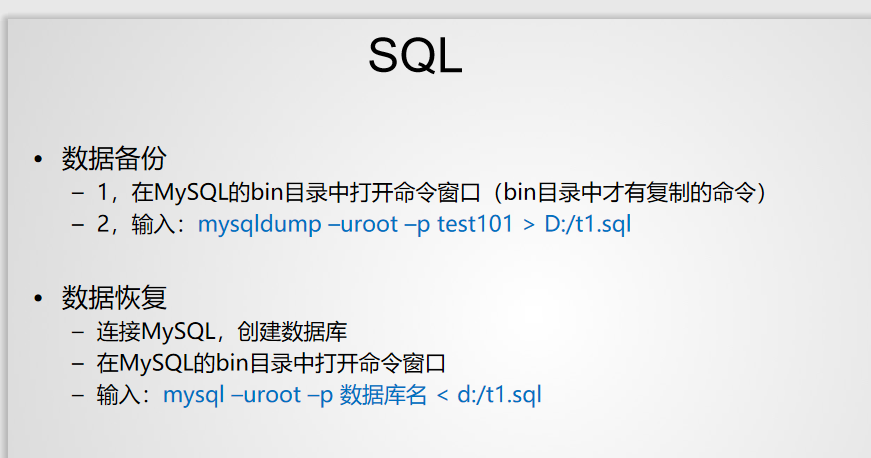 SQL
• 数据备份
– 1，在MySQL的bin目录中打开命令窗口（bin目录中才有复制的命令）
– 2，输入：mysqldump –uroot –p test101 > D:/t1.sql
• 数据恢复
– 连接MySQL，创建数据库
– 在MySQL的bin目录中打开命令窗口
– 输入：mysql –uroot –p 数据库名 < d:/t1.sql